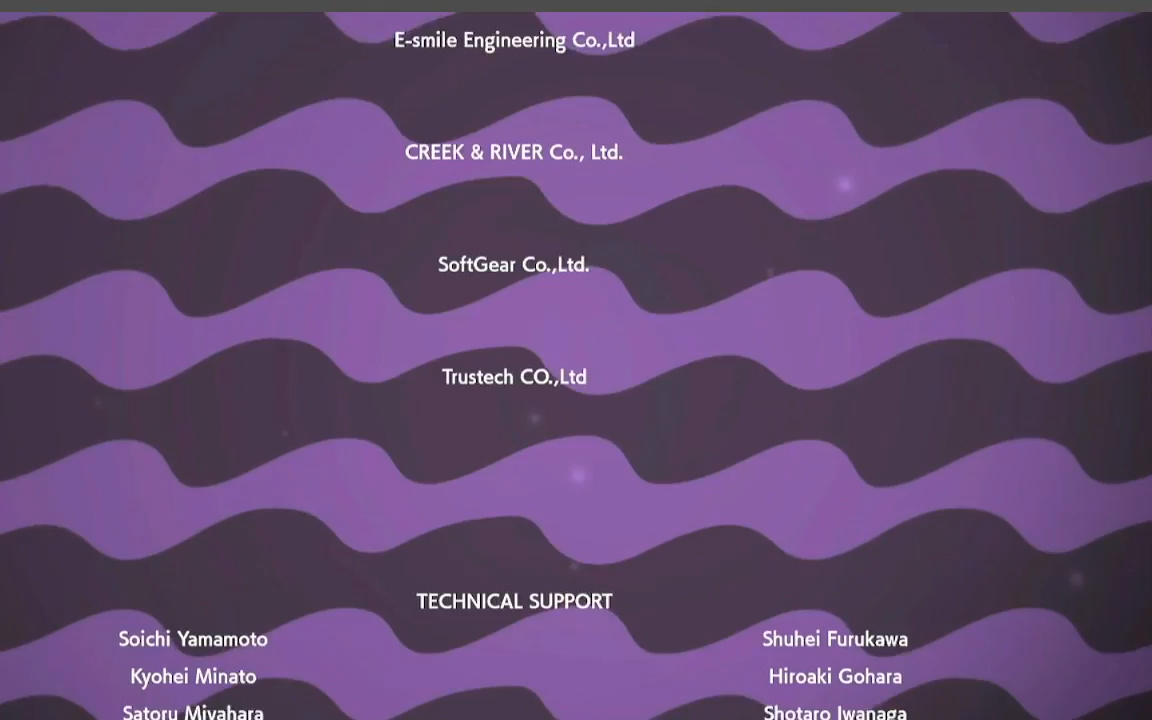 E-smile Engineering Co.,Ltd
CREEK & RIVER Co., Ltd.
SoftGear Co.,Ltd.
Trustech CO.,Ltd
TECHNICAL SUPPORT
Soichi Yamamoto Shuhei Furukawa
Kyohei Minato Hiroaki Gohara
Satoru Miyahara Shotaro Iwanaga